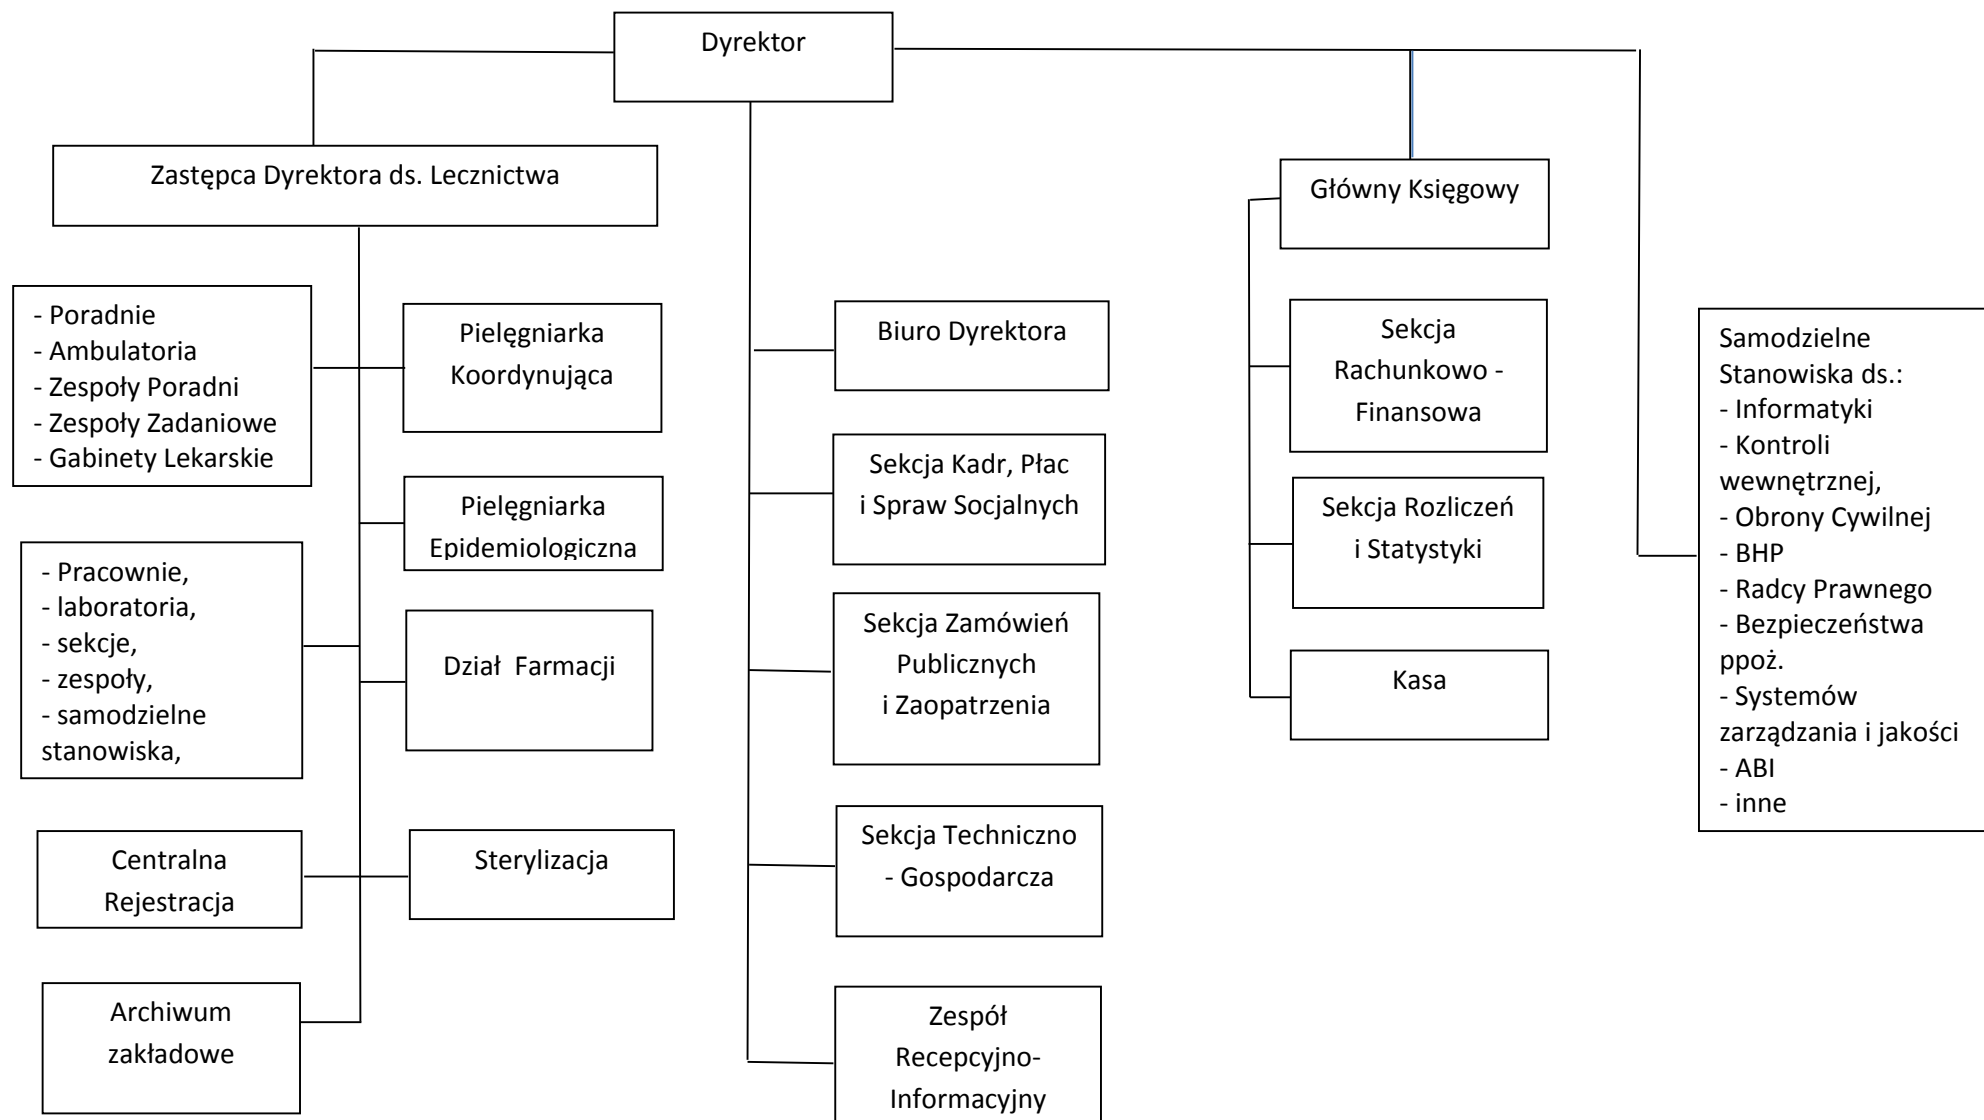 Dyrektor
Zastępca Dyrektora ds. Lecznictwa
Główny Księgowy
- Poradnie
- Ambulatoria
- Zespoły Poradni
- Zespoły Zadaniowe
- Gabinety Lekarskie
Pielęgniarka
Koordynująca
Pielęgniarka
Epidemiologiczna
- Pracownie,
- laboratoria,
- sekcje,
- zespoły,
- samodzielne
stanowiska,
Dział  Farmacji
Centralna
Rejestracja
Sterylizacja
Archiwum
zakładowe
Biuro Dyrektora
Sekcja Kadr, Płac
i Spraw Socjalnych
Sekcja Zamówień
Publicznych
i Zaopatrzenia
Sekcja Techniczno
- Gospodarcza
Zespół
Recepcyjno-
Informacyjny
Sekcja
Rachunkowo -
Finansowa
Sekcja Rozliczeń
i Statystyki
Kasa
Samodzielne
Stanowiska ds.:
- Informatyki
- Kontroli
wewnętrznej,
- Obrony Cywilnej
- BHP
- Radcy Prawnego
- Bezpieczeństwa
ppoż.
- Systemów
zarządzania i jakości
- ABI
- inne